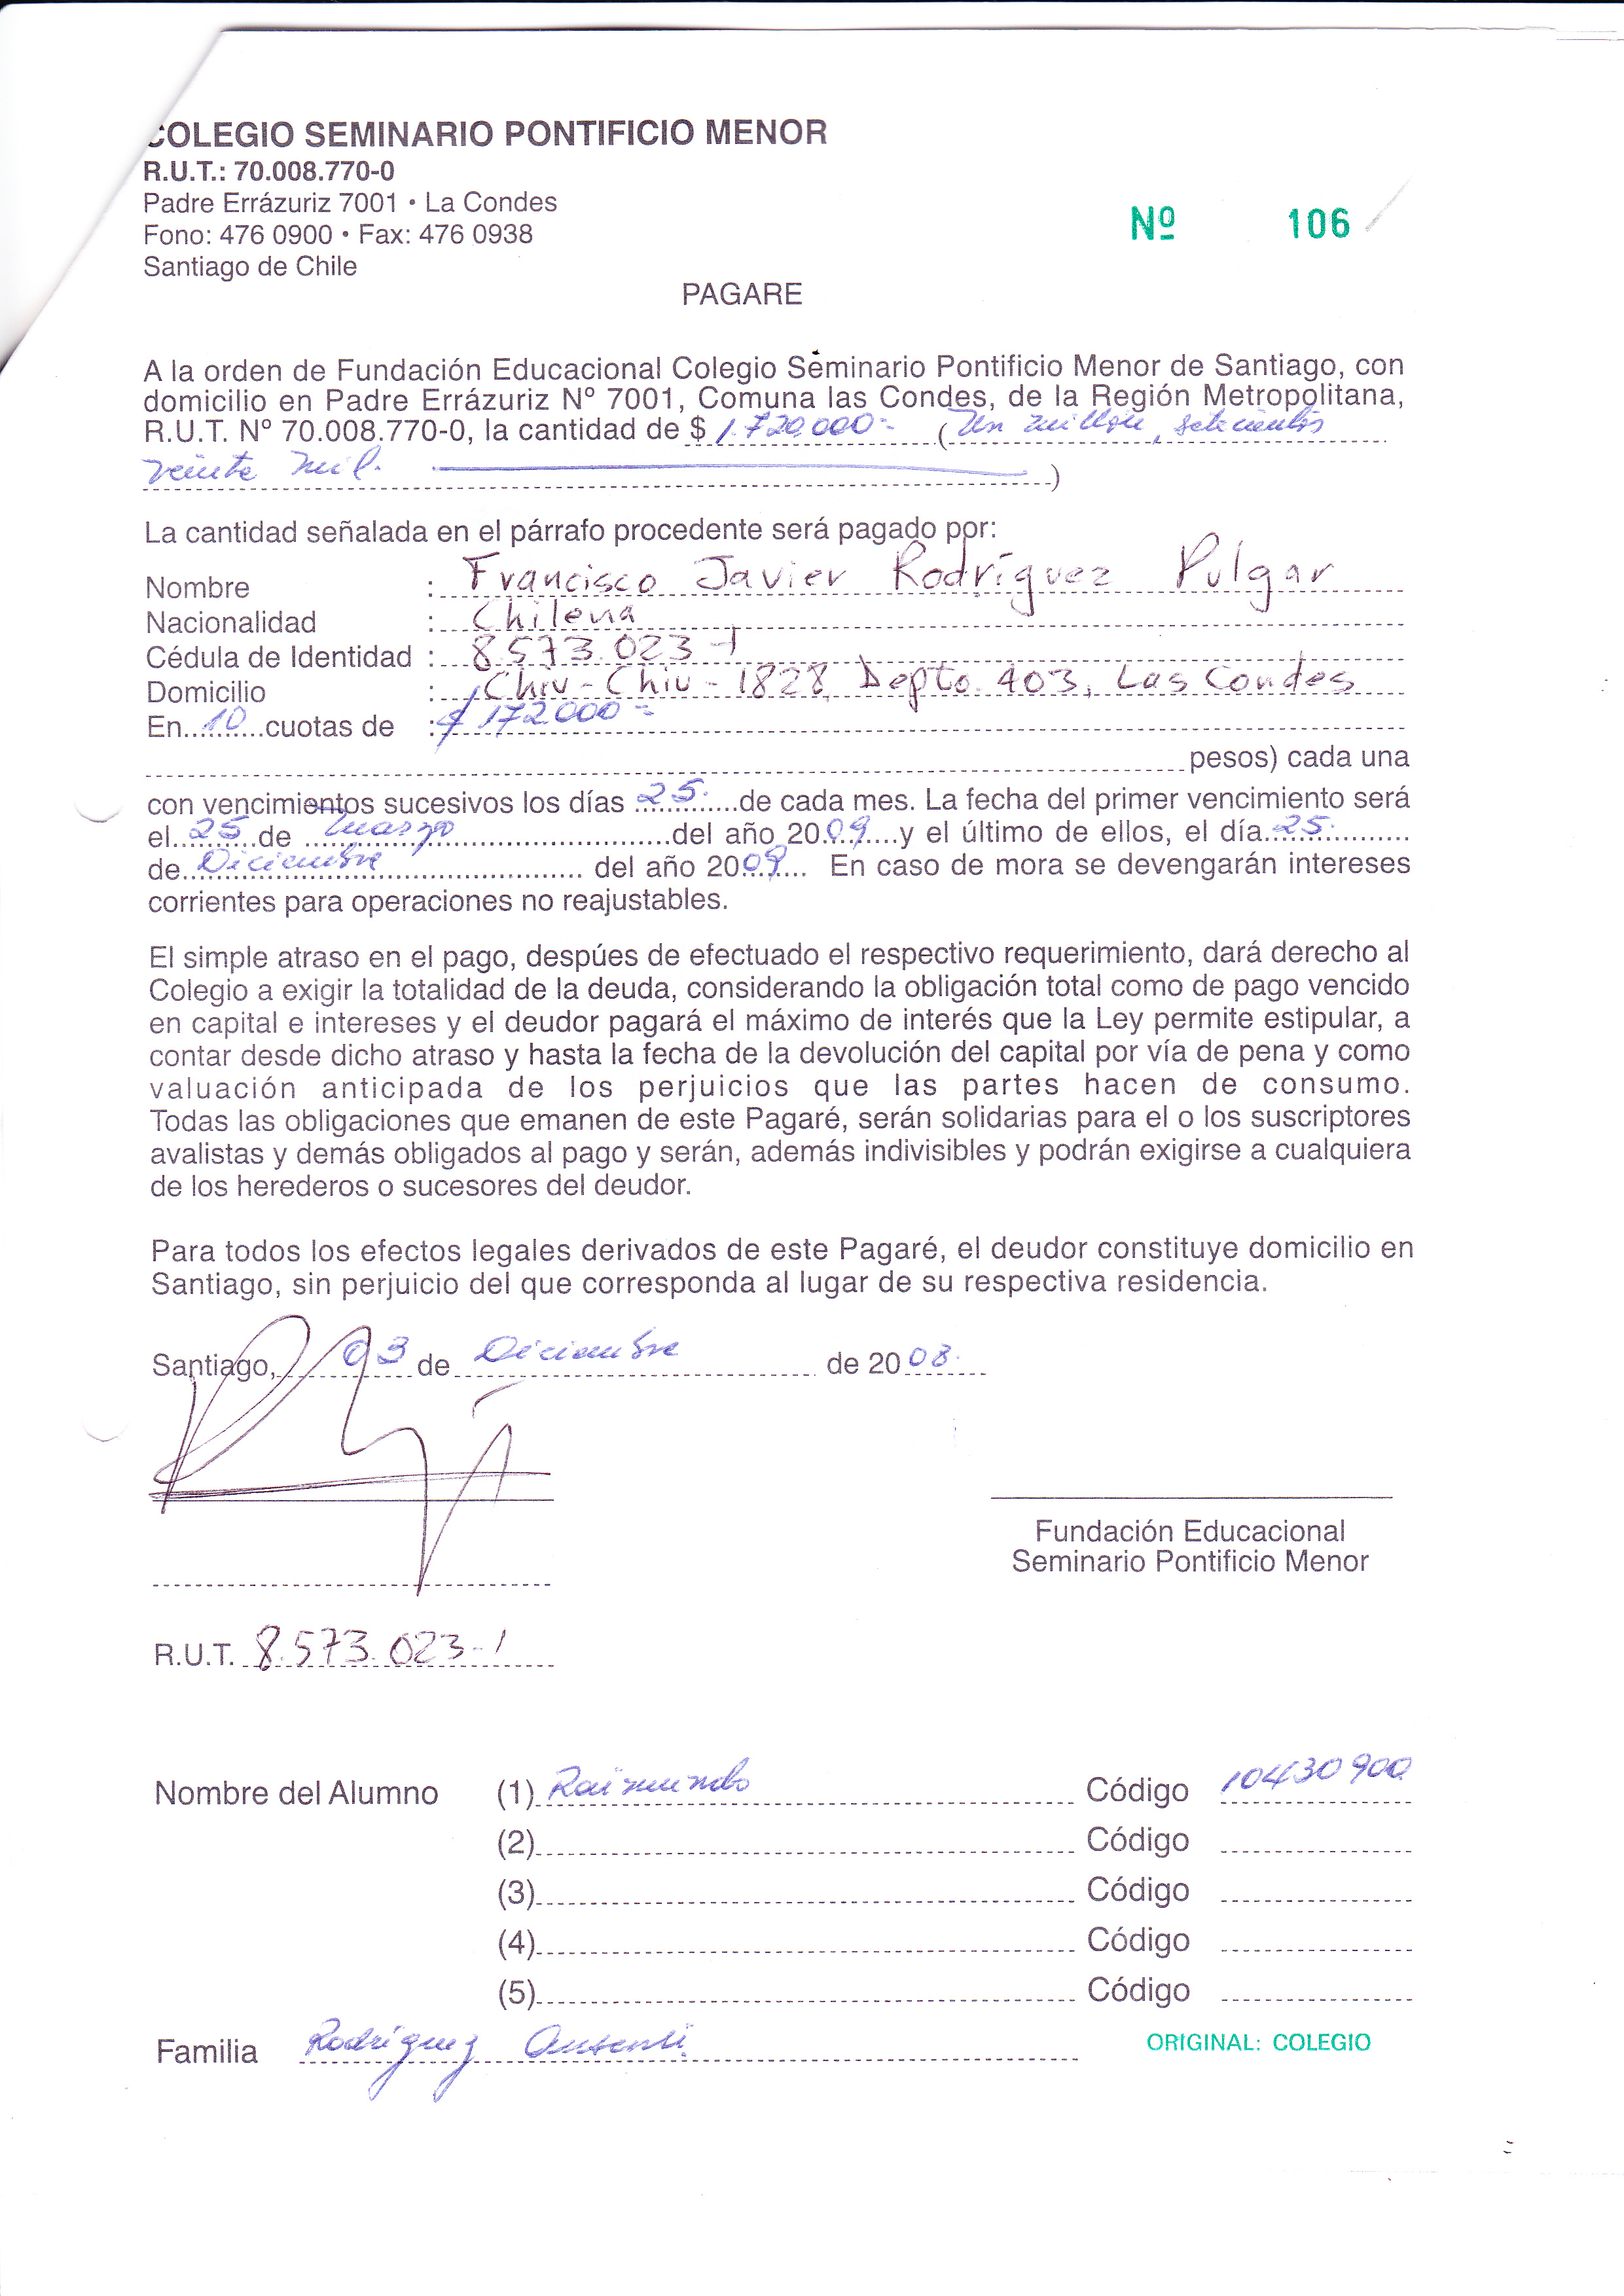 COLEGIO SEMINARIO PONTIFICIO MENOR
R.U.T.: 70.008.770-0
Padre Errázuriz 7001 • La Condes
Fono: 476 0900 • Fax: 476 0938
Santiago de Chile
Nº 106
PAGARE
A la orden de Fundación Educacional Colegio Seminario Pontificio Menor de Santiago, con
domicilio en Padre Errázuriz Nº 7001, Comuna las Condes, de la Región Metropolitana,
R.U.T. Nº 70.008.770-0, la cantidad de $ 1.720.000= (Un millón, setecientos
veinte mil. )
La cantidad señalada en el párrafo procedente será pagado por:
Nombre : Francisco Javier Rodríguez Pulgar
Nacionalidad : Chilena
Cédula de Identidad : 8.573.023-1
Domicilio : Chiu-Chiu-1828, Depto. 403, Las Condes
En 10 cuotas de : $ 172.000=
pesos) cada una
con vencimientos sucesivos los días 25. de cada mes. La fecha del primer vencimiento será
el 25 de marzo del año 2009 y el último de ellos, el día 25
de Diciembre del año 2009 En caso de mora se devengarán intereses
corrientes para operaciones no reajustables.
El simple atraso en el pago, despúes de efectuado el respectivo requerimiento, dará derecho al
Colegio a exigir la totalidad de la deuda, considerando la obligación total como de pago vencido
en capital e intereses y el deudor pagará el máximo de interés que la Ley permite estipular, a
contar desde dicho atraso y hasta la fecha de la devolución del capital por vía de pena y como
valuación anticipada de los perjuicios que las partes hacen de consumo.
Todas las obligaciones que emanen de este Pagaré, serán solidarias para el o los suscriptores
avalistas y demás obligados al pago y serán, además indivisibles y podrán exigirse a cualquiera
de los herederos o sucesores del deudor.
Para todos los efectos legales derivados de este Pagaré, el deudor constituye domicilio en
Santiago, sin perjuicio del que corresponda al lugar de su respectiva residencia.
Santiago, 03 de Diciembre de 2008.
Fundación Educacional
Seminario Pontificio Menor
R.U.T. 8.573.023-1
Nombre del Alumno (1) Raimundo Código 10430900
(2) Código
(3) Código
(4) Código
(5) Código
Familia Rodríguez
ORIGINAL: COLEGIO